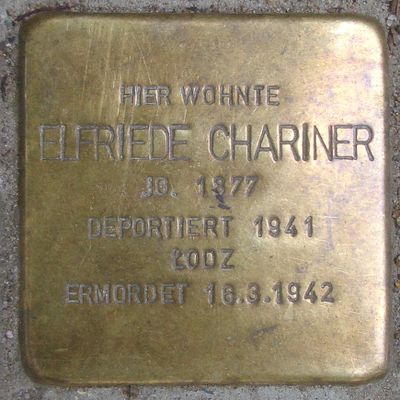 HIER WOHNTE
ELFRIEDE CHARINER
JG. 1877
DEPORTIERT 1941
ŁODZ
ERMORDET 16.3.1942